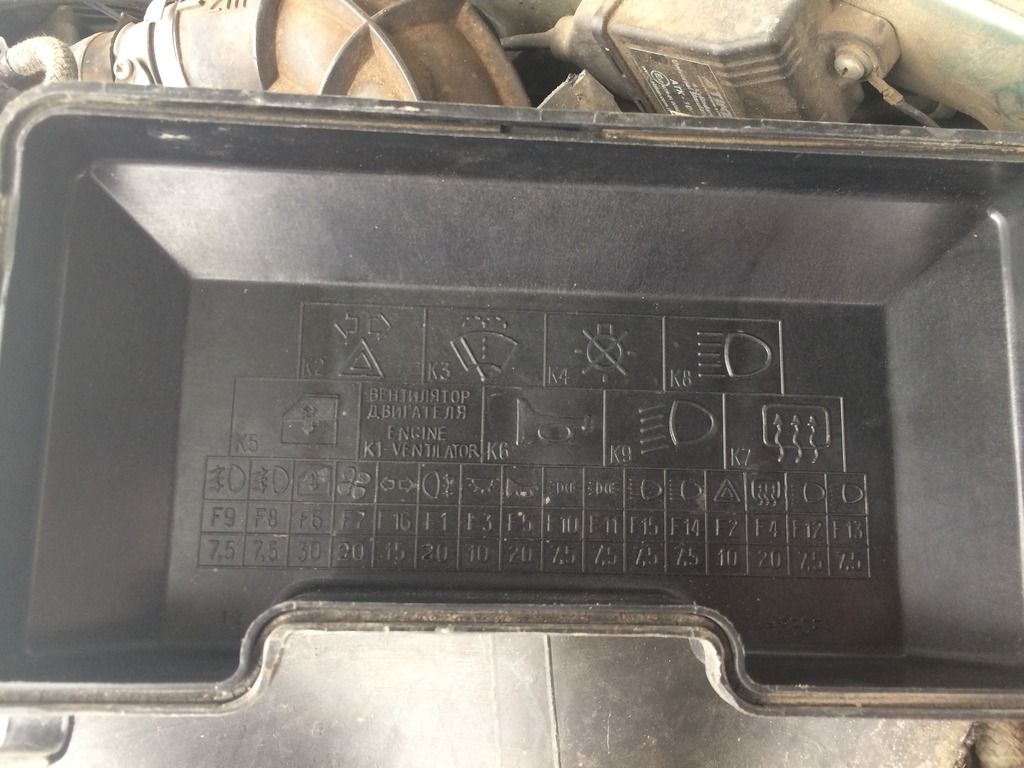 K2 K3 K4 K8
ВЕНТИЛЯТОР
ДВИГАТЕЛЯ
ENGINE
K5 K1-VENTILATOR K6 K9 K7
F9 F8 F6 F7 F16 F1 F3 F5 F10 F11 F15 F14 F2 F4 F12 F13
7,5 7,5 30 20 15 20 10 20 7,5 7,5 7,5 7,5 10 20 7,5 7,5